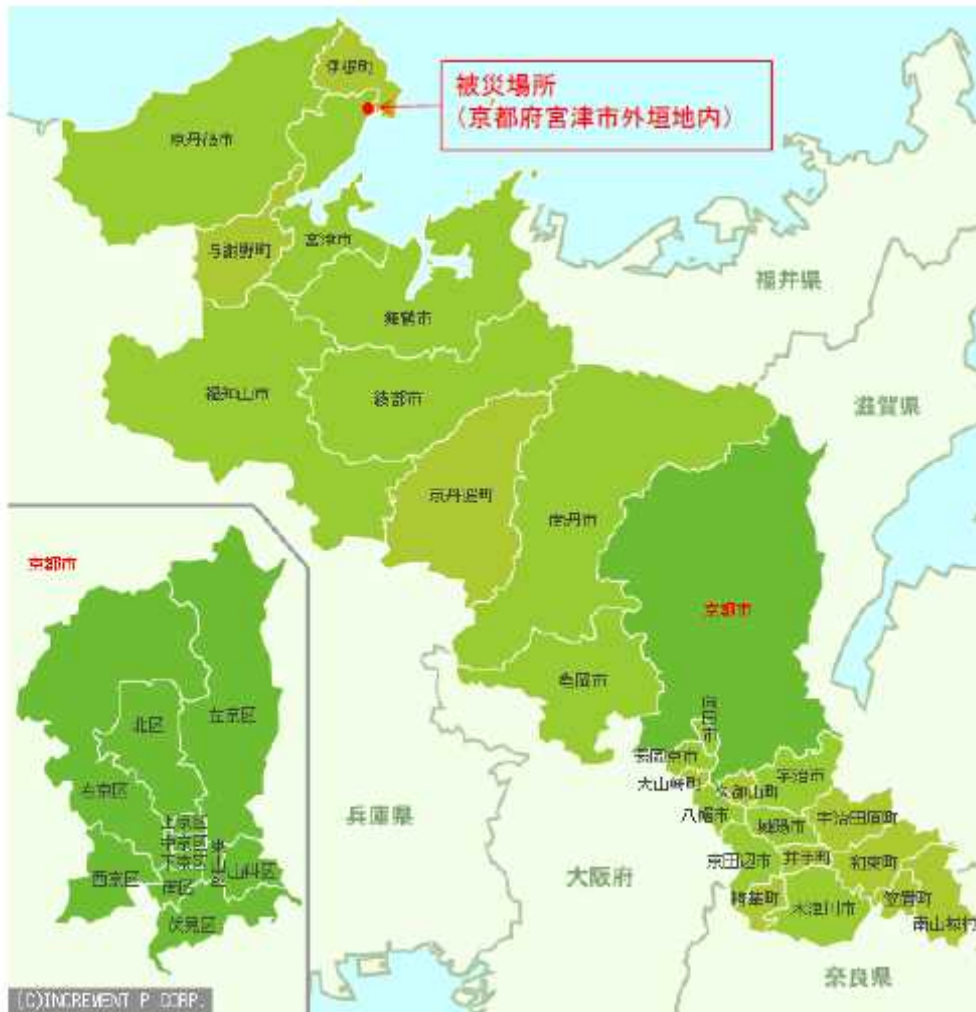 被災場所
(京都府宮津市外垣地内)
伊根町
京丹後市
与謝野町
宮津市
舞鶴市
福井県
福知山市
綾部市
滋賀県
京丹波町
南丹市
京都市
京都市
亀岡市
向日市
長岡京市
大山崎町
久御山町
宇治市
八幡市
城陽市
宇治田原町
京田辺市
井手町
和束町
精華町
木津川市
笠置町
南山城村
兵庫県
大阪府
奈良県
北区
左京区
右京区
上京区
中京区
下京区
東山区
山科区
西京区
南区
伏見区
(C)INCREMENT P CORP.